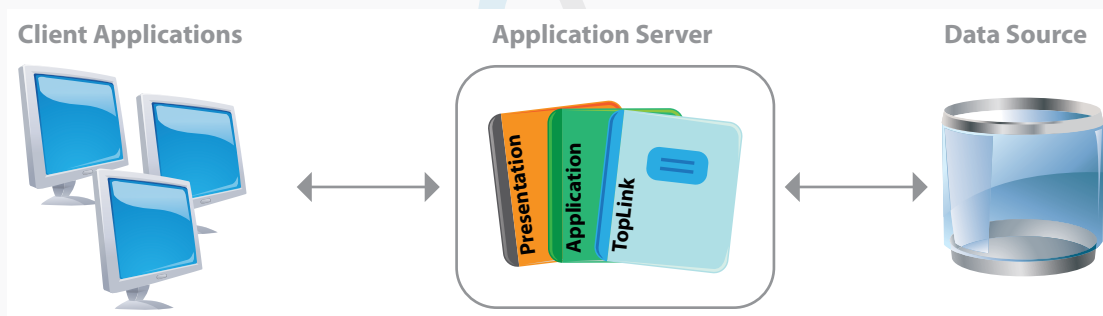 Client Applications
Application Server
Data Source
Presentation
Application
TopLink